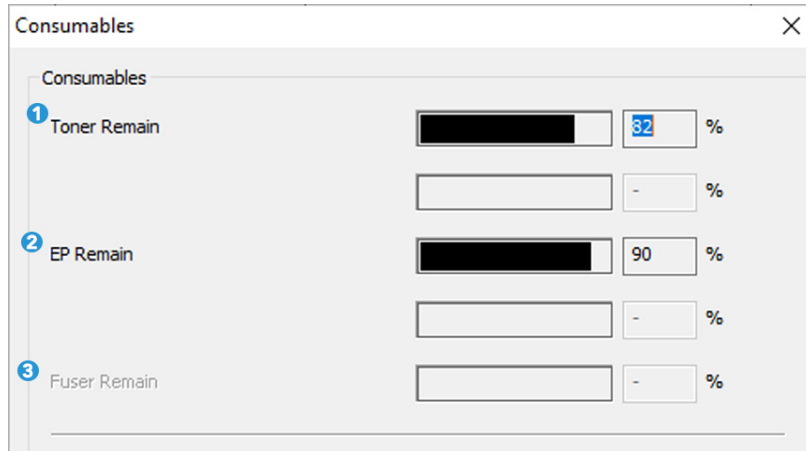 Consumables
Consumables
1 Toner Remain 82 %
- %
2 EP Remain 90 %
- %
3 Fuser Remain - %